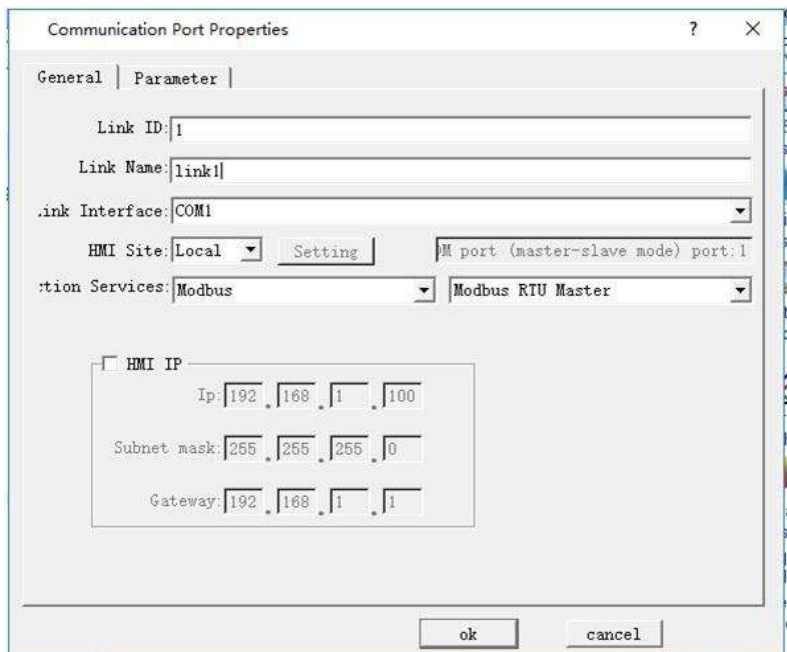 Communication Port Properties ? ×
General Parameter
Link ID: 1
Link Name: link1
ink Interface: COM1
HMI Site: Local Setting M port (master-slave mode) port:1
tion Services: Modbus Modbus RTU Master
HMI IP
Ip: 192 . 168 . 1 . 100
Subnet mask: 255 . 255 . 255 . 0
Gateway: 192 . 168 . 1 . 1
ok cancel